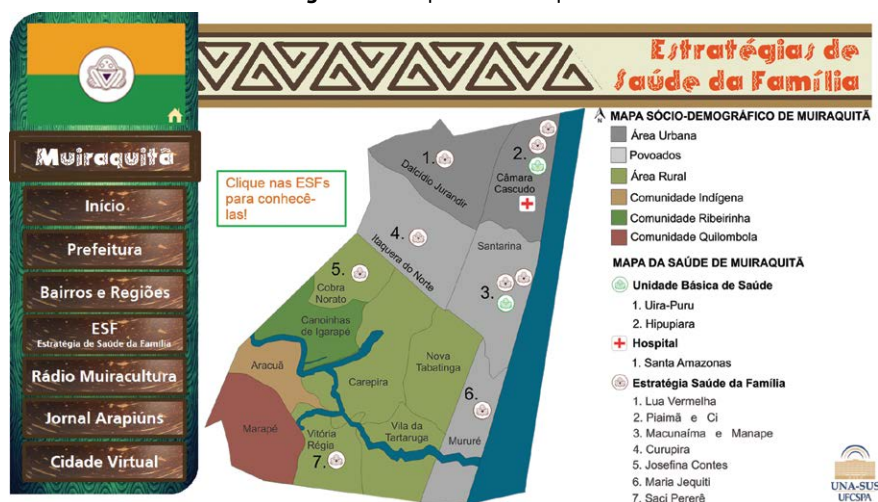 Estratégias de
Saúde da Família
Muiraquitã
Início
Prefeitura
Bairros e Regiões
ESF
Estratégia de Saúde da Família
Rádio Muiracultura
Jornal Arapiúns
Cidade Virtual
Clique nas ESFs
para conhecê-
las!
1.
Dalcídio Jurandir
2.
Câmara
Cascudo
4.
Itaquera do Norte
Santarina
3.
5.
Cobra
Norato
Canoinhas
de Igarapé
Aracuã
Carepira
Nova
Tabatinga
Marapé
Vitória
Régia
7.
Vila da
Tartaruga
6.
Mururé
N
MAPA SÓCIO-DEMOGRÁFICO DE MUIRAQUITÃ
Área Urbana
Povoados
Área Rural
Comunidade Indígena
Comunidade Ribeirinha
Comunidade Quilombola
MAPA DA SAÚDE DE MUIRAQUITÃ
Unidade Básica de Saúde
1. Uira-Puru
2. Hipupiara
Hospital
1. Santa Amazonas
Estratégia Saúde da Família
1. Lua Vermelha
2. Piaimã e Ci
3. Macunaíma e Manape
4. Curupira
5. Josefina Contes
6. Maria Jequiti
7. Saci Pererê
UNA-SUS
UFCSPA